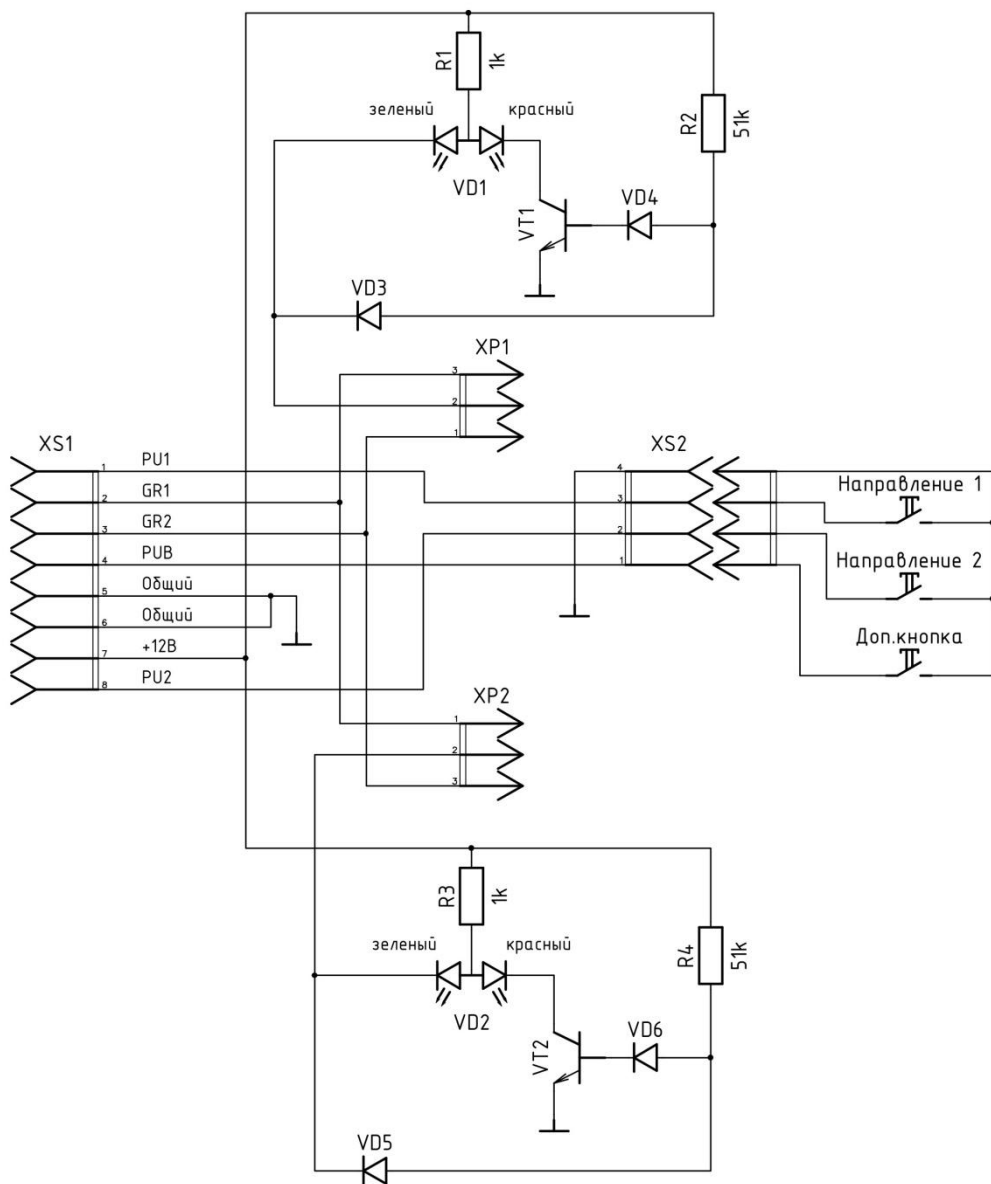 R1
1k
зеленый
красный
VD1
R2
51k
VT1
VD4
VD3
XP1
3
2
1
XS1
1
PU1
2
GR1
3
GR2
4
PUB
5
Общий
6
Общий
7
+12В
8
PU2
XS2
4
3
2
1
Направление 1
Направление 2
Доп.кнопка
XP2
1
2
3
R3
1k
зеленый
красный
VD2
R4
51k
VT2
VD6
VD5